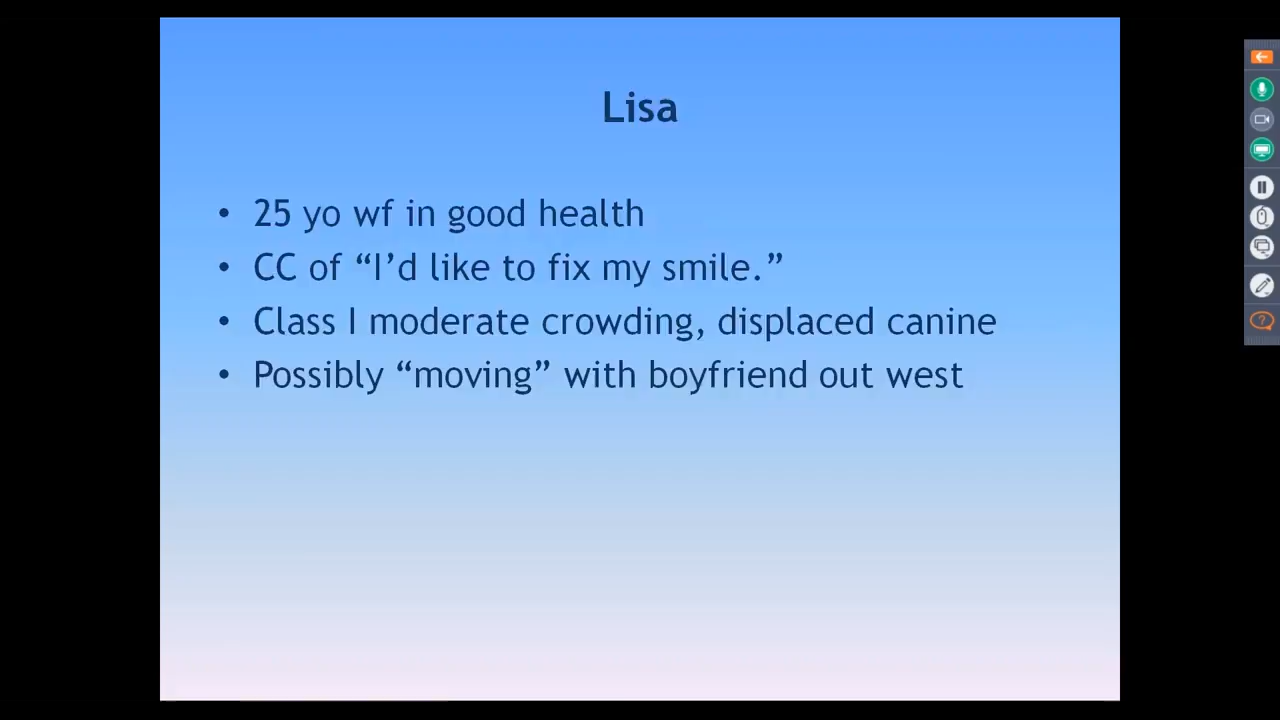 Lisa
• 25 yo wf in good health
• CC of “I’d like to fix my smile.”
• Class I moderate crowding, displaced canine
• Possibly “moving” with boyfriend out west